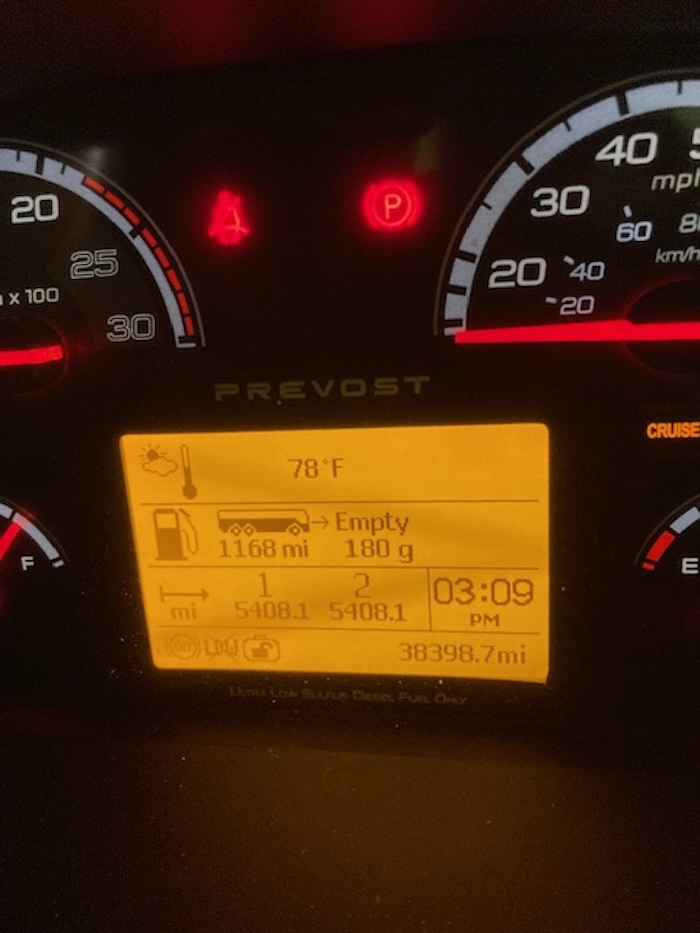 40
30
20
mph
60
40
20
km/h
20
25
30
x 100
P
PREVOST
CRUISE
78°F
→ Empty
1168 mi 180 g
1 2
mi 5408.1 5408.1
03:09
PM
LDW
38398.7mi
ULTRA LOW SULFUR DIESEL FUEL ONLY
F
E